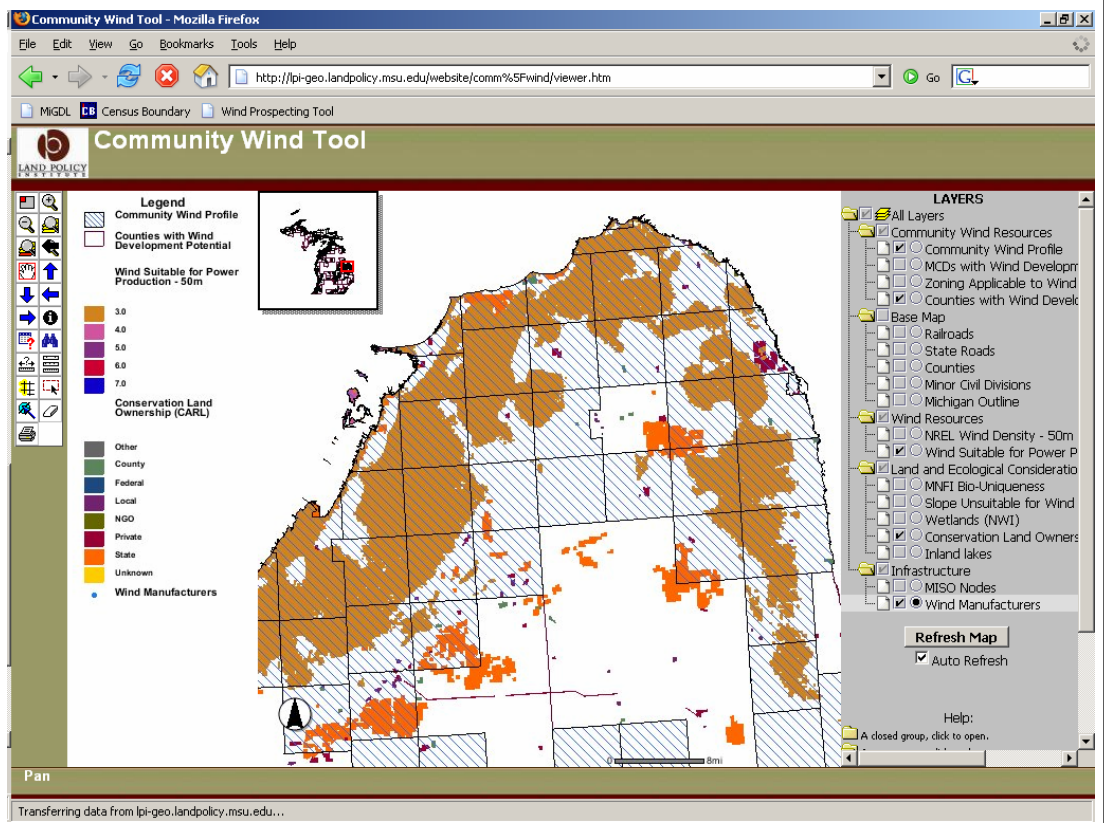 Community Wind Tool - Mozilla Firefox
File Edit View Go Bookmarks Tools Help
http://lpi-geo.landpolicy.msu.edu/website/comm%5Fwind/viewer.htm
Go
G
MiGDL CB Census Boundary Wind Prospecting Tool
LAND POLICY
INSTITUTE
Community Wind Tool
Legend
Community Wind Profile
Counties with Wind
Development Potential
Wind Suitable for Power
Production - 50m
3.0
4.0
5.0
6.0
7.0
Conservation Land
Ownership (CARL)
Other
County
Federal
Local
NGO
Private
State
Unknown
Wind Manufacturers
0 8mi
LAYERS
All Layers
Community Wind Resources
Community Wind Profile
MCDs with Wind Developm
Zoning Applicable to Wind
Counties with Wind Develo
Base Map
Railroads
State Roads
Counties
Minor Civil Divisions
Michigan Outline
Wind Resources
NREL Wind Density - 50m
Wind Suitable for Power P
Land and Ecological Consideratio
MNFI Bio-Uniqueness
Slope Unsuitable for Wind
Wetlands (NWI)
Conservation Land Owners
Inland lakes
Infrastructure
MISO Nodes
Wind Manufacturers
Refresh Map
Auto Refresh
Help:
A closed group, click to open.
Pan
Transferring data from lpi-geo.landpolicy.msu.edu...